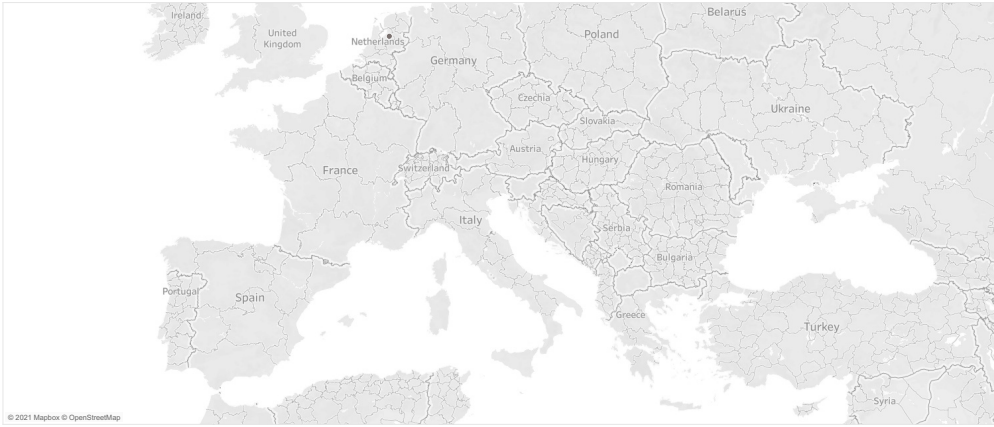 Ireland
United
Kingdom
Netherlands
Belarus
Poland
Germany
Belgium
Czechia
Ukraine
Slovakia
Austria
Hungary
France
Switzerland
Romania
Italy
Serbia
Bulgaria
Portugal
Spain
Greece
Turkey
Syria
© 2021 Mapbox © OpenStreetMap